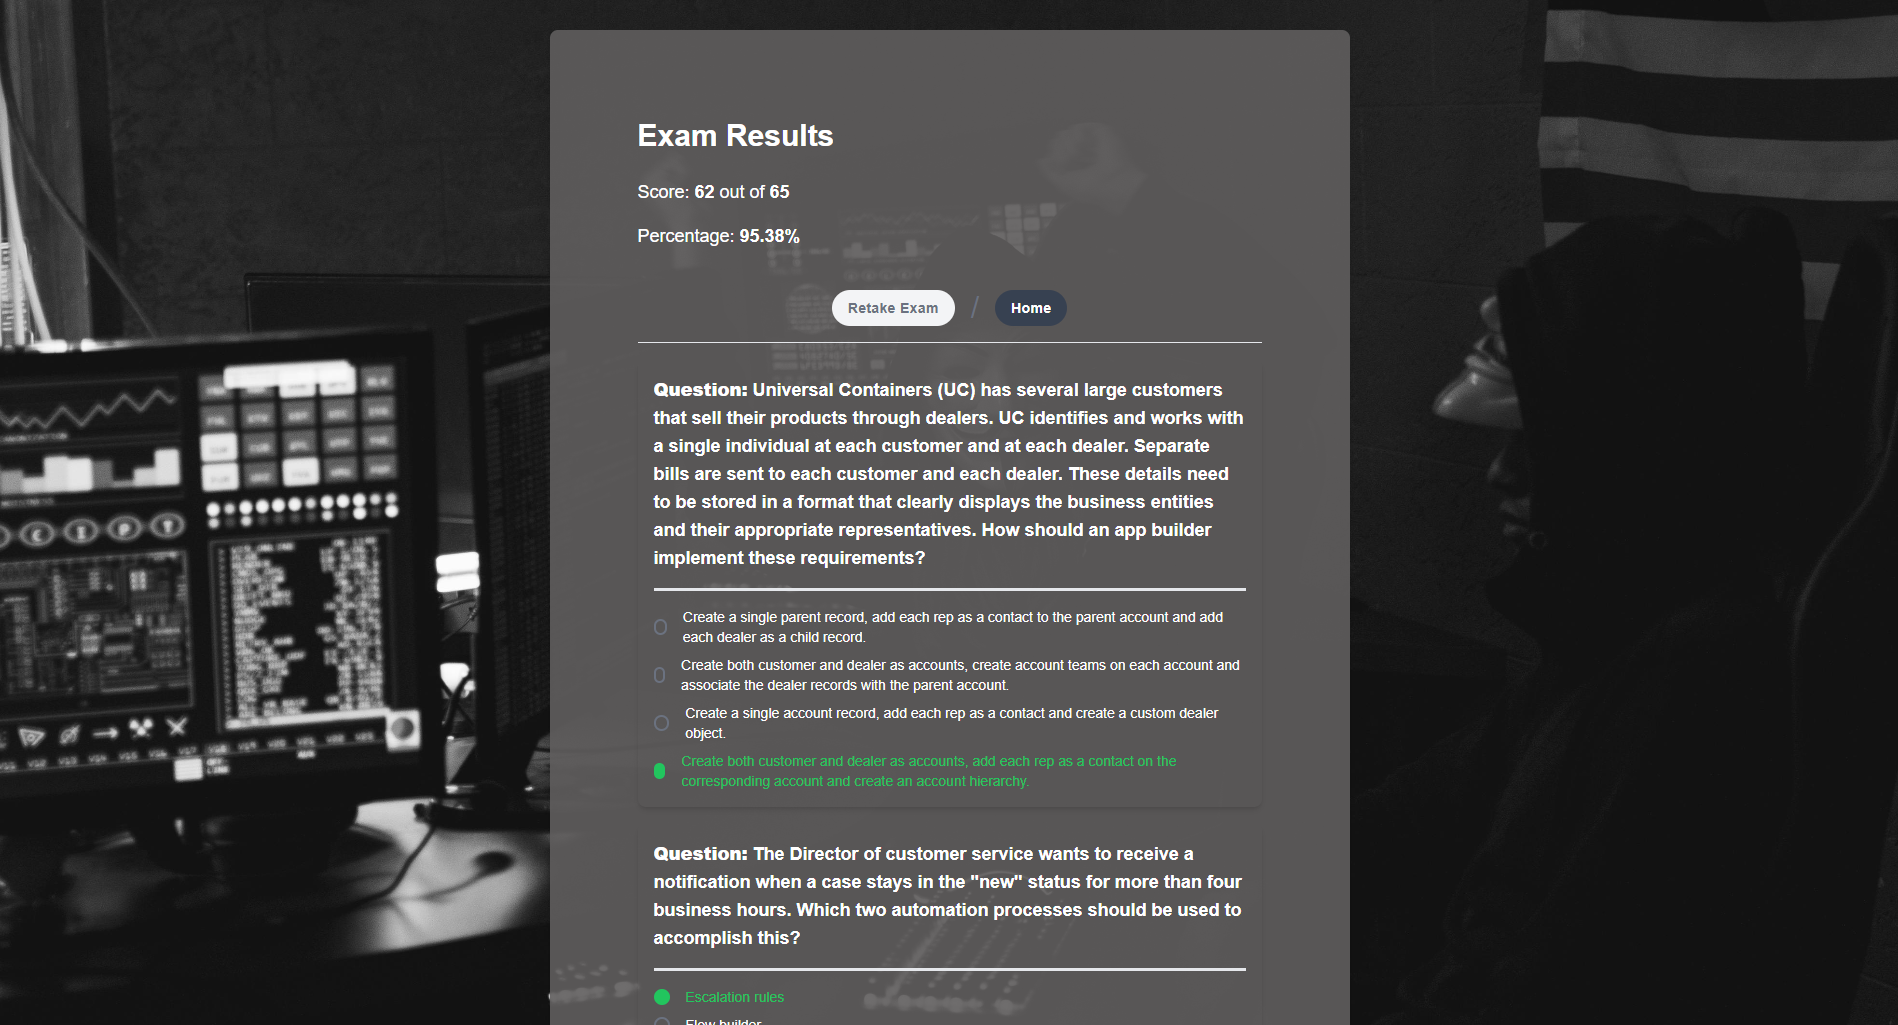 Exam Results
Score: 62 out of 65
Percentage: 95.38%
Retake Exam / Home
Question: Universal Containers (UC) has several large customers
that sell their products through dealers. UC identifies and works with
a single individual at each customer and at each dealer. Separate
bills are sent to each customer and each dealer. These details need
to be stored in a format that clearly displays the business entities
and their appropriate representatives. How should an app builder
implement these requirements?
Create a single parent record, add each rep as a contact to the parent account and add
each dealer as a child record.
Create both customer and dealer as accounts, create account teams on each account and
associate the dealer records with the parent account.
Create a single account record, add each rep as a contact and create a custom dealer
object.
Create both customer and dealer as accounts, add each rep as a contact on the
corresponding account and create an account hierarchy.
Question: The Director of customer service wants to receive a
notification when a case stays in the "new" status for more than four
business hours. Which two automation processes should be used to
accomplish this?
Escalation rules
Flow builder